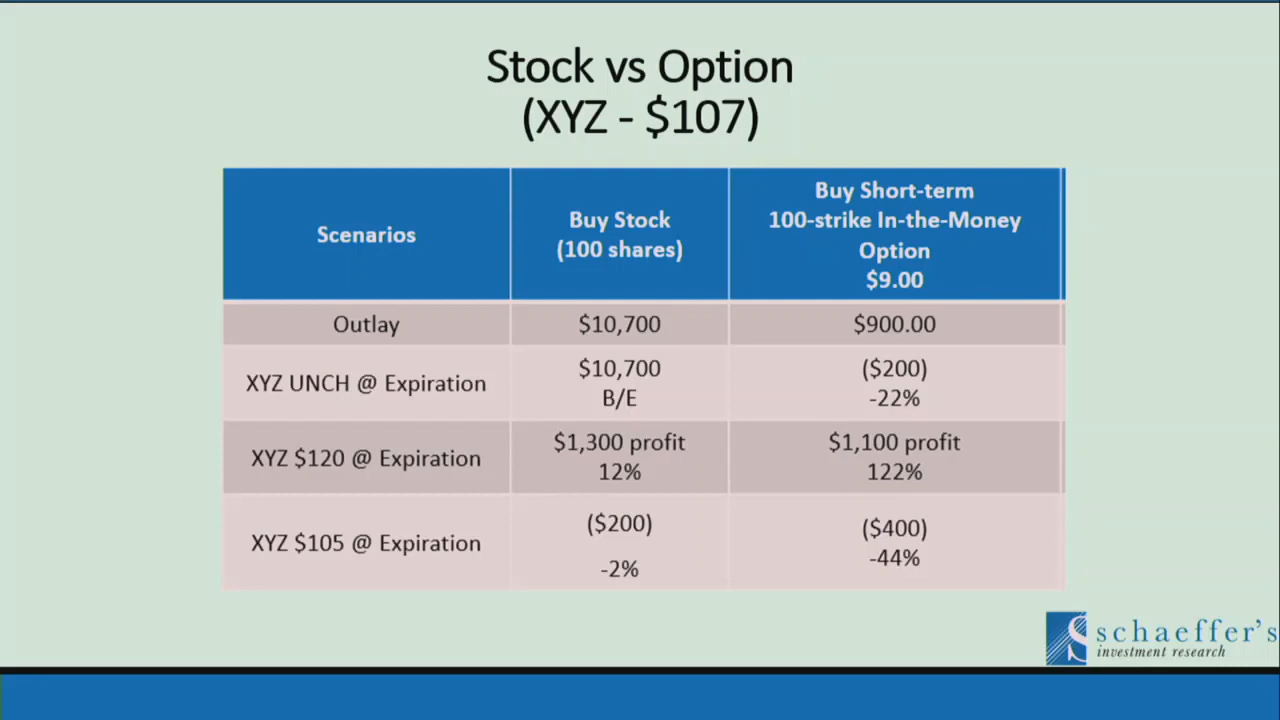 Stock vs Option
(XYZ - $107)
Scenarios
Buy Stock
(100 shares)
Buy Short-term
100-strike In-the-Money
Option
$9.00
Outlay
$10,700
$900.00
XYZ UNCH @ Expiration
$10,700
B/E
($200)
-22%
XYZ $120 @ Expiration
$1,300 profit
12%
$1,100 profit
122%
XYZ $105 @ Expiration
($200)
-2%
($400)
-44%
schaeffer's
investment research